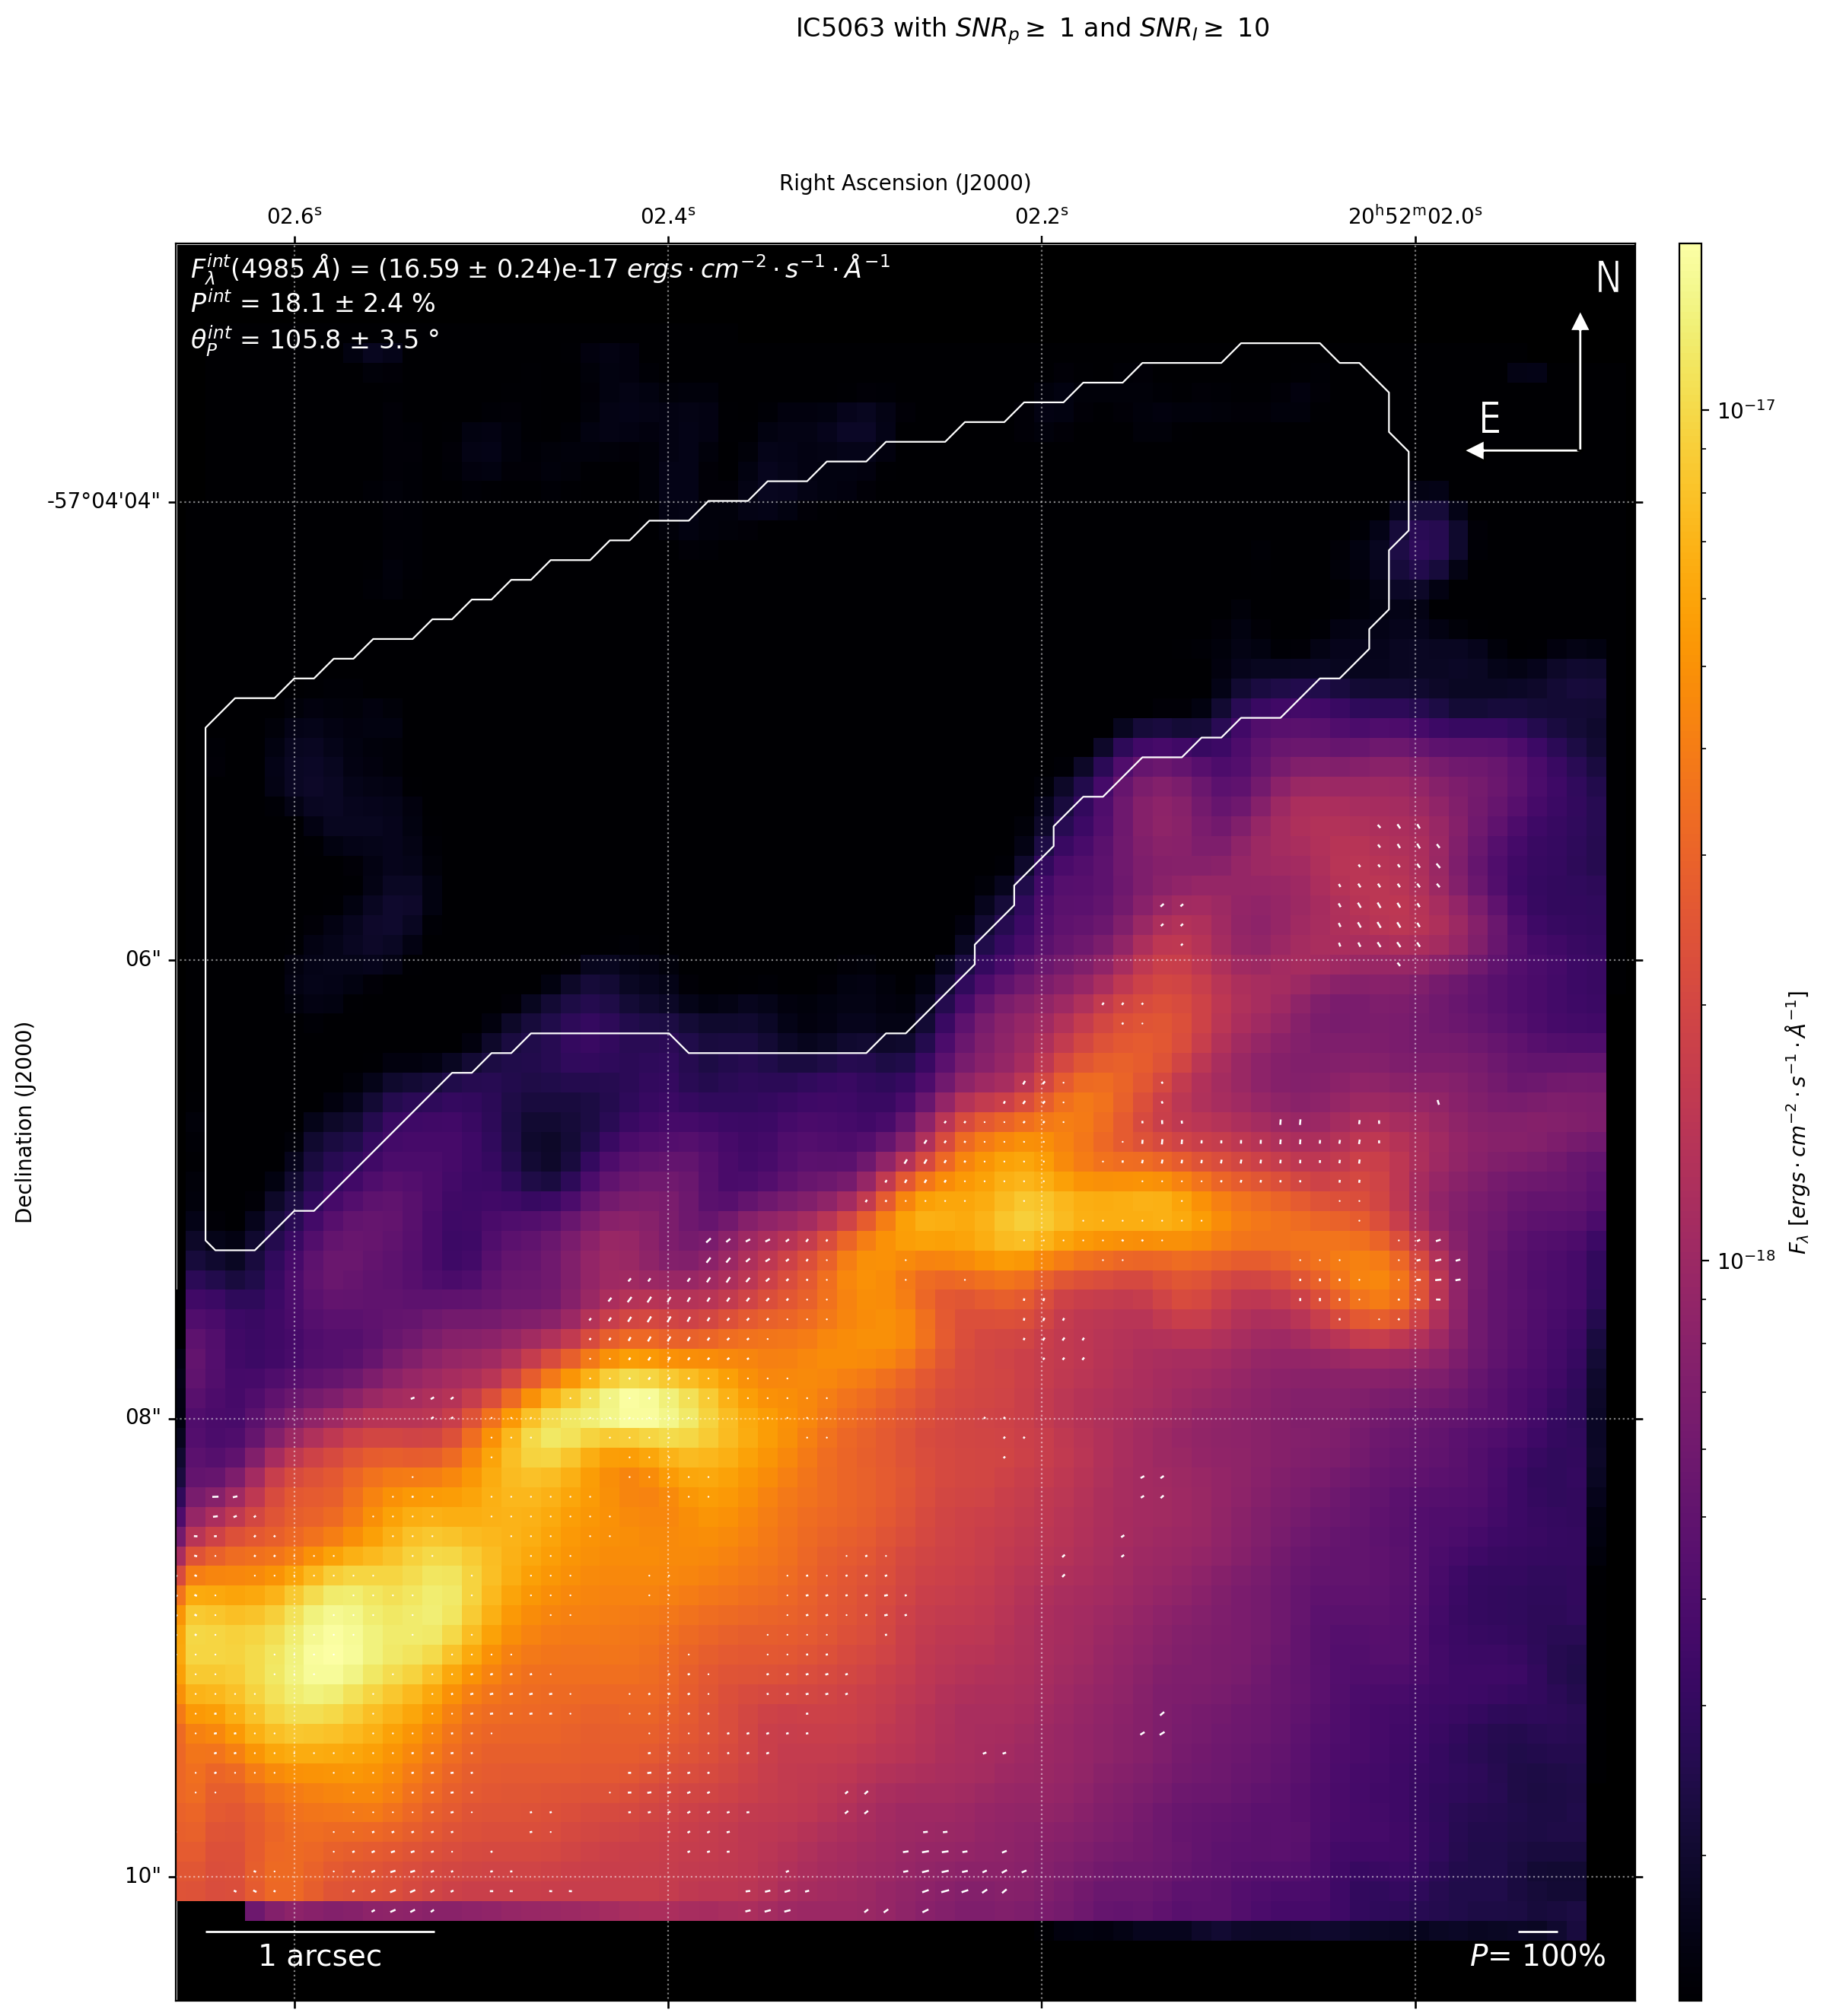 IC5063 with SNR_p ≥ 1 and SNR_I ≥ 10
Right Ascension (J2000)
02.6ˢ 02.4ˢ 02.2ˢ 20ʰ52ᵐ02.0ˢ
F_λ^int(4985 Å) = (16.59 ± 0.24)e-17 ergs · cm⁻² · s⁻¹ · Å⁻¹
P^int = 18.1 ± 2.4 %
θ_P^int = 105.8 ± 3.5 °
N
E
-57°04'04"
06"
08"
10"
Declination (J2000)
1 arcsec
P= 100%
10⁻¹⁷
10⁻¹⁸
F_λ [ergs · cm⁻² · s⁻¹ · Å⁻¹]